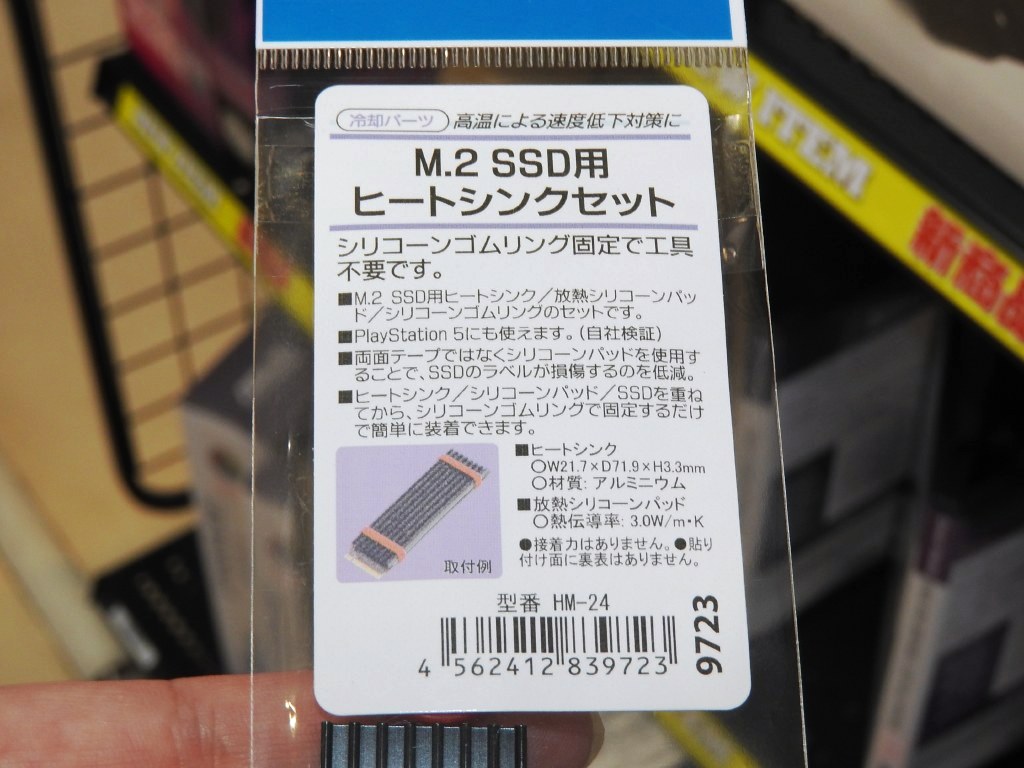 冷却パーツ 高温による速度低下対策に
M.2 SSD用
ヒートシンクセット
シリコーンゴムリング固定で工具
不要です。
■M.2 SSD用ヒートシンク／放熱シリコーンパッ
ド／シリコーンゴムリングのセットです。
■PlayStation 5にも使えます。(自社検証)
■両面テープではなくシリコーンパッドを使用す
ることで、SSDのラベルが損傷するのを低減。
■ヒートシンク／シリコーンパッド／SSDを重ね
てから、シリコーンゴムリングで固定するだけ
で簡単に装着できます。
■ヒートシンク
○W21.7×D71.9×H3.3mm
○材質: アルミニウム
■放熱シリコーンパッド
○熱伝導率: 3.0W/m・K
●接着力はありません。●貼り
付け面に裏表はありません。
取付例
型番 HM-24
4 562412 839723
9723
ITEM
新商品